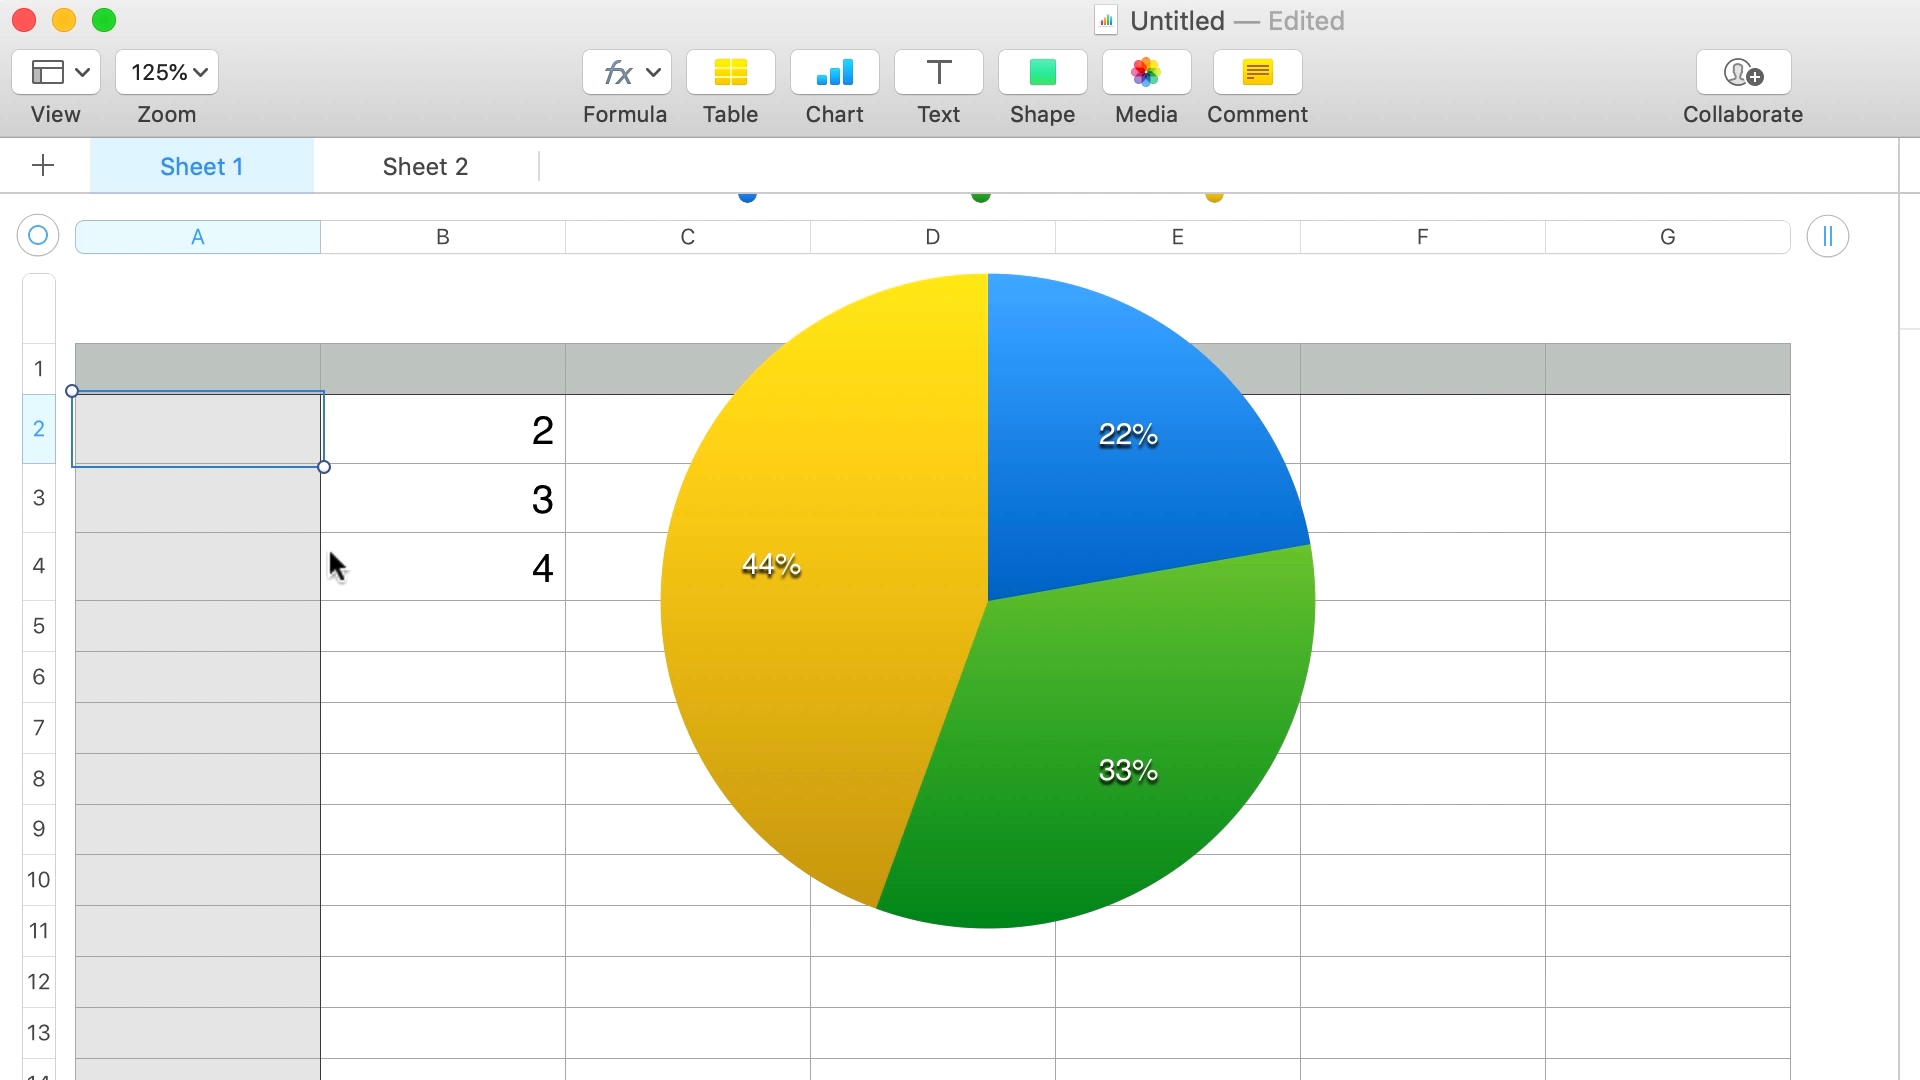 Untitled — Edited
125%
View
Zoom
Formula
Table
Chart
Text
Shape
Media
Comment
Collaborate
Sheet 1
Sheet 2
A B C D E F G
1
2 2
3 3
4 4
5
6
7
8
9
10
11
12
13
14
22%
44%
33%